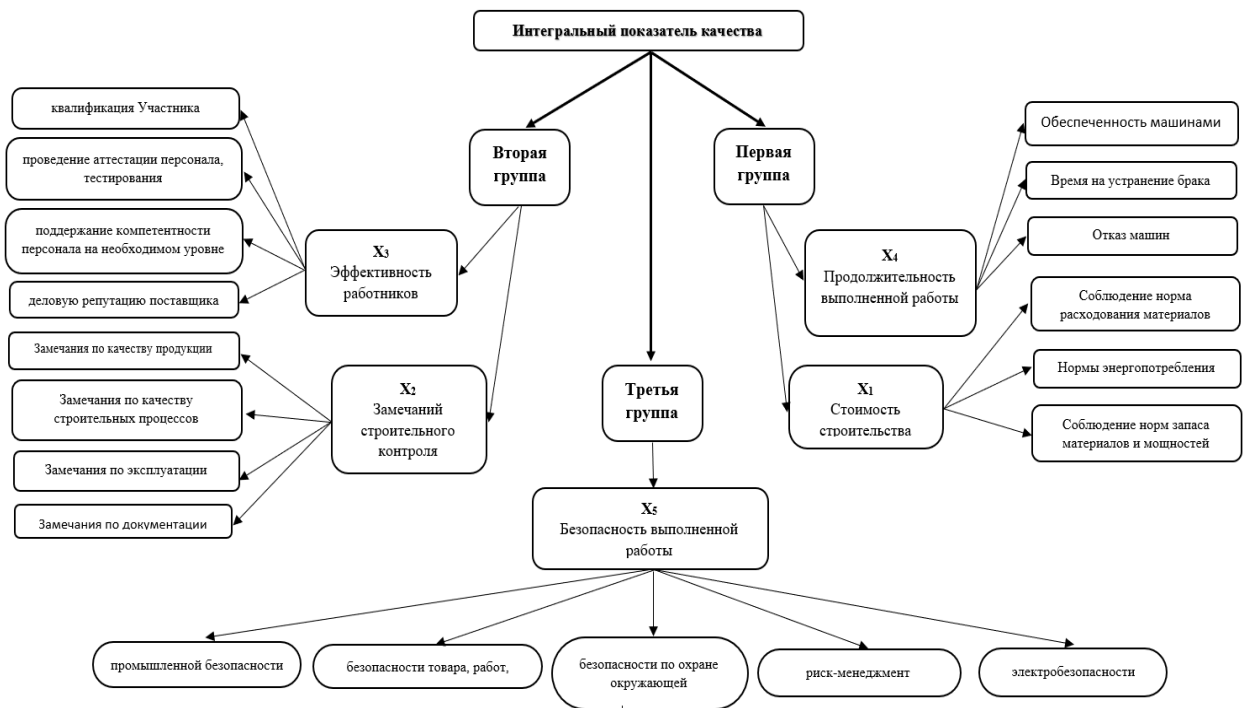 Интегральный показатель качества
квалификация Участника
проведение аттестации персонала,
тестирования
поддержание компетентности
персонала на необходимом уровне
деловую репутацию поставщика
Замечания по качеству продукции
Замечания по качеству
строительных процессов
Замечания по эксплуатации
Замечания по документации
Вторая
группа
X3
Эффективность
работников
X2
Замечаний
строительного
контроля
Первая
группа
X4
Продолжительность
выполненной работы
X1
Стоимость
строительства
Обеспеченность машинами
Время на устранение брака
Отказ машин
Соблюдение норма
расходования материалов
Нормы энергопотребления
Соблюдение норм запаса
материалов и мощностей
Третья
группа
X5
Безопасность выполненной
работы
промышленной безопасности
безопасности товара, работ,
безопасности по охране
окружающей
риск-менеджмент
электробезопасности